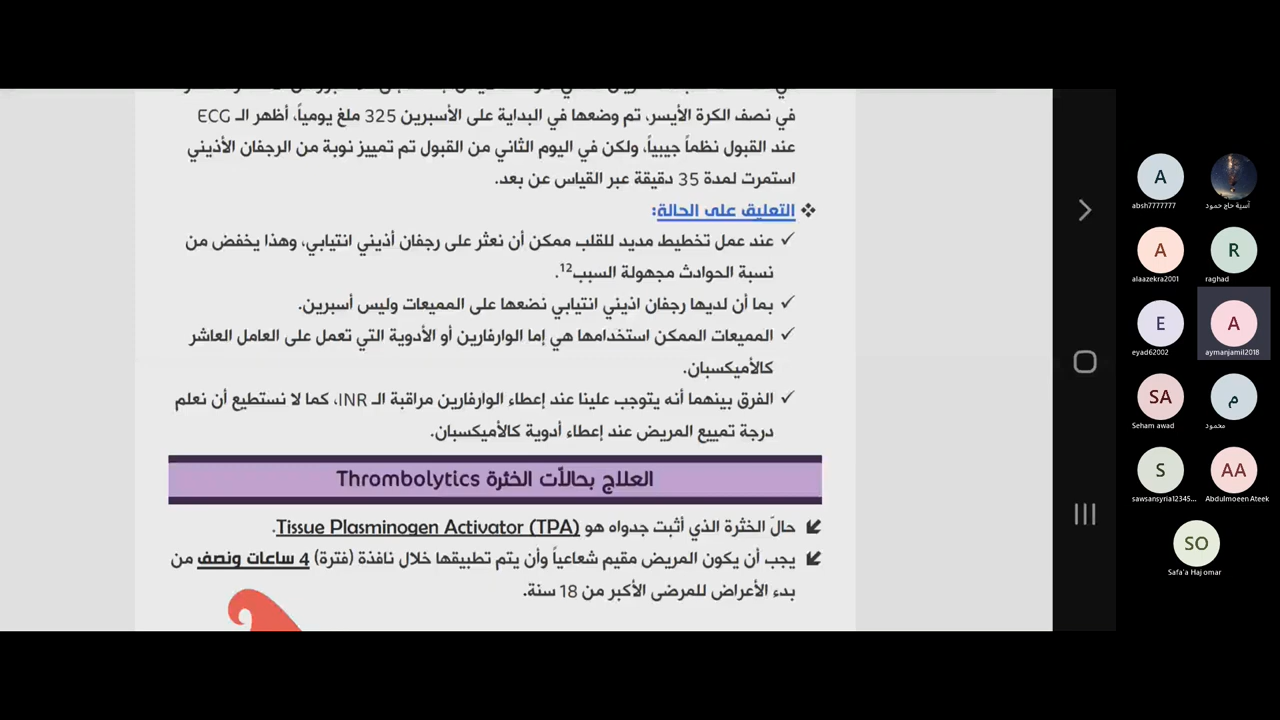 في نصف الكرة الأيسر، تم وضعها في البداية على الأسبرين 325 ملغ يومياً، أظهر الـ ECG
عند القبول نظماً جيبياً، ولكن في اليوم الثاني من القبول تم تمييز نوبة من الرجفان الأذيني
استمرت لمدة 35 دقيقة عبر القياس عن بعد.
❖ التعليق على الحالة:
✓ عند عمل تخطيط مديد للقلب ممكن أن نعثر على رجفان أذيني انتيابي، وهذا يخفض من
نسبة الحوادث مجهولة السبب12.
✓ بما أن لديها رجفان اذيني انتيابي نضعها على المميعات وليس أسبرين.
✓ المميعات الممكن استخدامها هي إما الوارفارين أو الأدوية التي تعمل على العامل العاشر
كالأميكسبان.
✓ الفرق بينهما أنه يتوجب علينا عند إعطاء الوارفارين مراقبة الـ INR، كما لا نستطيع أن نعلم
درجة تمييع المريض عند إعطاء أدوية كالأميكسبان.
العلاج بحالّات الخثرة Thrombolytics
حالّ الخثرة الذي أثبت جدواه هو Tissue Plasminogen Activator (TPA).
يجب أن يكون المريض مقيم شعاعياً وأن يتم تطبيقها خلال نافذة (فترة) 4 ساعات ونصف من
بدء الأعراض للمرضى الأكبر من 18 سنة.
A
absh7777777
آسية حاج حمود
A
alaazekra2001
R
raghad
E
eyad62002
A
aymanjamil2018
SA
Seham awad
م
محمود
S
sawsansyria12345...
AA
Abdulmoeen Ateek
SO
Safa'a Haj omar